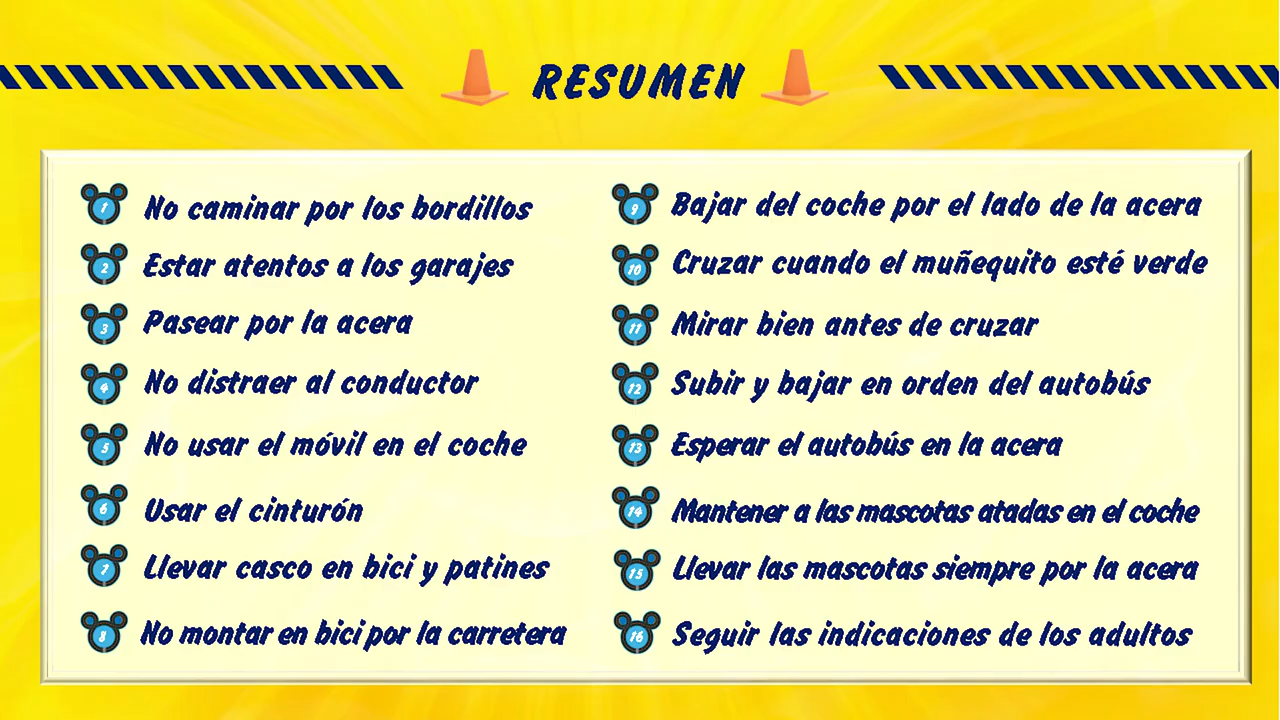 RESUMEN
1 No caminar por los bordillos
2 Estar atentos a los garajes
3 Pasear por la acera
4 No distraer al conductor
5 No usar el móvil en el coche
6 Usar el cinturón
7 Llevar casco en bici y patines
8 No montar en bici por la carretera
9 Bajar del coche por el lado de la acera
10 Cruzar cuando el muñequito esté verde
11 Mirar bien antes de cruzar
12 Subir y bajar en orden del autobús
13 Esperar el autobús en la acera
14 Mantener a las mascotas atadas en el coche
15 Llevar las mascotas siempre por la acera
16 Seguir las indicaciones de los adultos